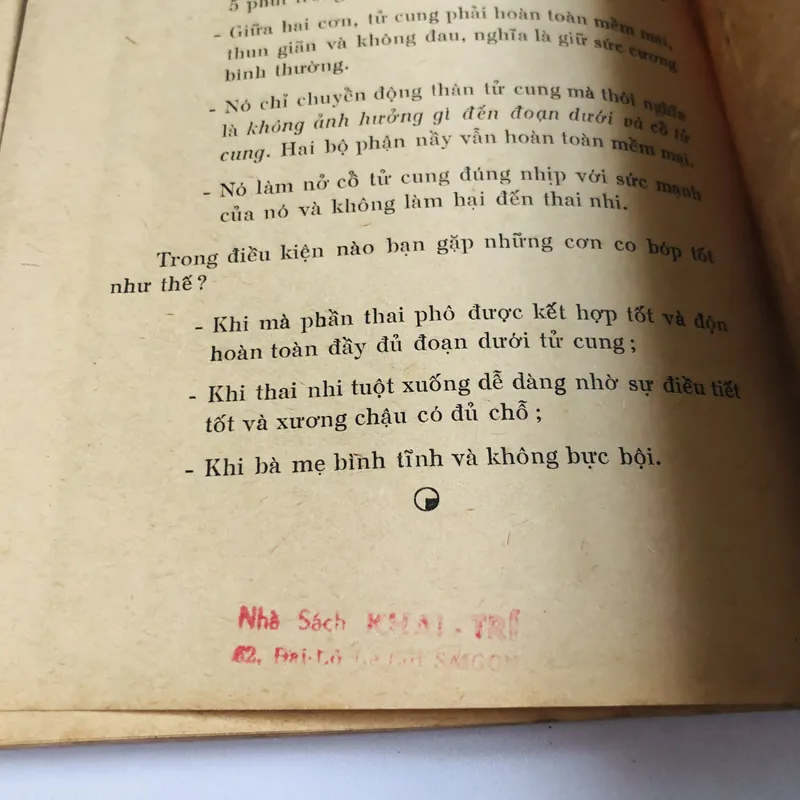 5 phút
- Giữa hai cơn, tử cung phải hoàn toàn mềm mại,
thun giãn và không đau, nghĩa là giữ sức cương
bình thường.
- Nó chỉ chuyển động thân tử cung mà thôi nghĩa
là không ảnh hưởng gì đến đoạn dưới và cổ tử
cung. Hai bộ phận nầy vẫn hoàn toàn mềm mại.
- Nó làm nở cổ tử cung đúng nhịp với sức mạnh
của nó và không làm hại đến thai nhi.
Trong điều kiện nào bạn gặp những cơn co bóp tốt
như thế ?
- Khi mà phần thai phô được kết hợp tốt và độn
hoàn toàn đầy đủ đoạn dưới tử cung ;
- Khi thai nhi tuột xuống dễ dàng nhờ sự điều tiết
tốt và xương chậu có đủ chỗ ;
- Khi bà mẹ bình tĩnh và không bực bội.
Nhà Sách KHAI-TRÍ
62, Đại-Lộ SAIGON